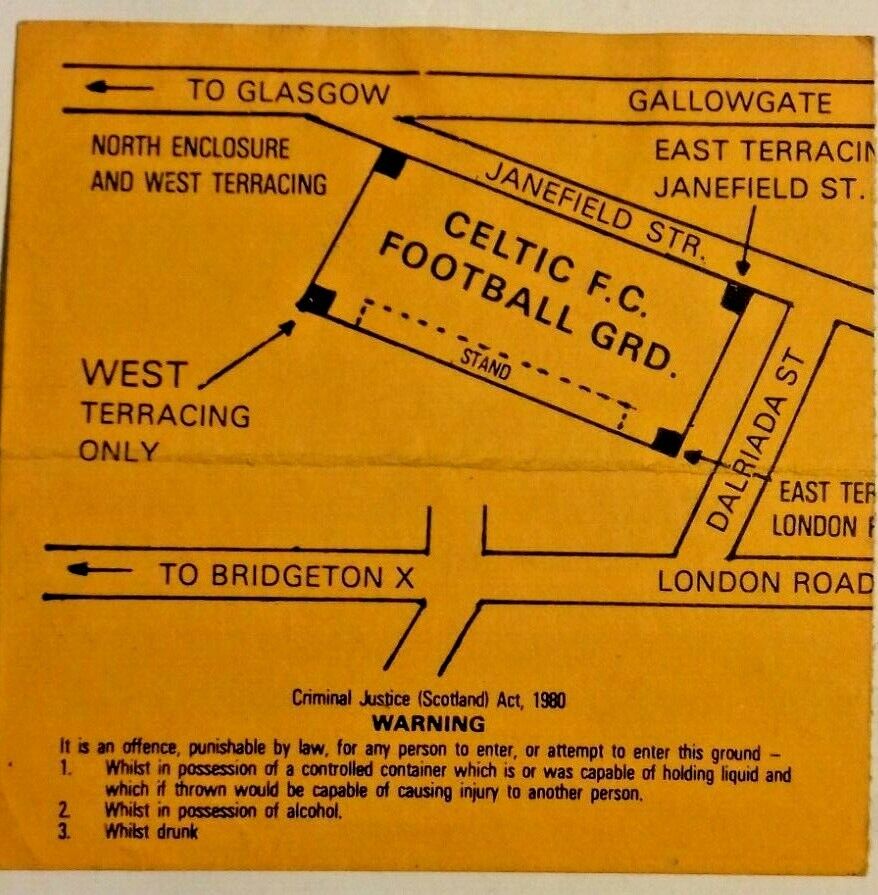 TO GLASGOW
GALLOWGATE
NORTH ENCLOSURE
AND WEST TERRACING
EAST TERRACIN
JANEFIELD ST.
JANEFIELD STR.
CELTIC F.C.
FOOTBALL GRD.
STAND
WEST
TERRACING
ONLY
DALRIADA ST
EAST TER
LONDON
TO BRIDGETON X
LONDON ROAD
Criminal Justice (Scotland) Act, 1980
WARNING
It is an offence, punishable by law, for any person to enter, or attempt to enter this ground –
1. Whilst in possession of a controlled container which is or was capable of holding liquid and
which if thrown would be capable of causing injury to another person.
2. Whilst in possession of alcohol.
3. Whilst drunk